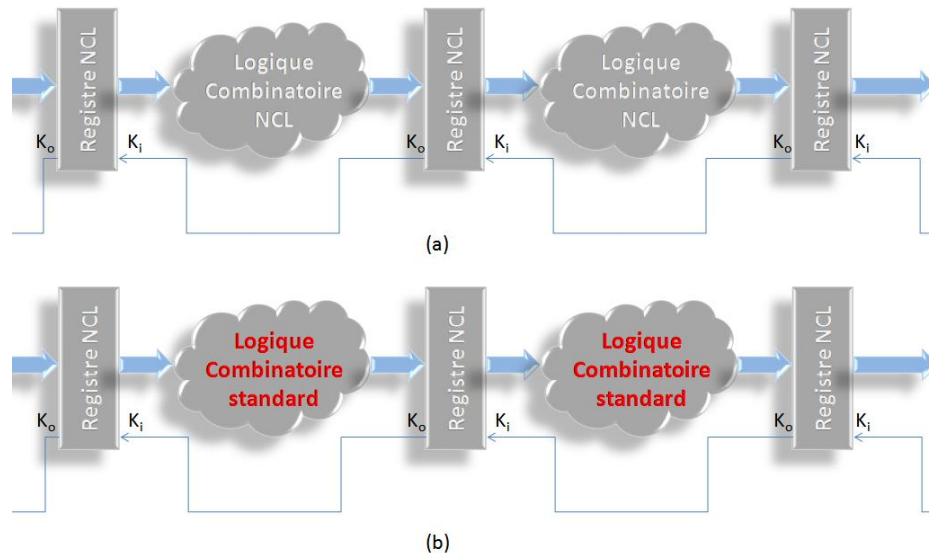 Registre NCL
Logique
Combinatoire
NCL
Registre NCL
Logique
Combinatoire
NCL
Registre NCL
Ko
Ki
Ko
Ki
Ko
Ki
(a)
Registre NCL
Logique
Combinatoire
standard
Registre NCL
Logique
Combinatoire
standard
Registre NCL
Ko
Ki
Ko
Ki
Ko
Ki
(b)